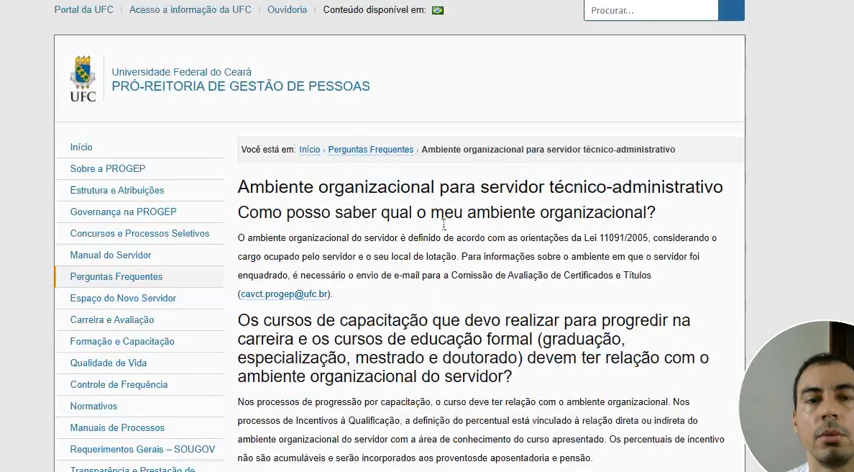 Portal da UFC | Acesso a informação da UFC | Ouvidoria | Conteúdo disponível em:
Procurar...
UFC
Universidade Federal do Ceará
PRÓ-REITORIA DE GESTÃO DE PESSOAS
Início
Sobre a PROGEP
Estrutura e Atribuições
Governança na PROGEP
Concursos e Processos Seletivos
Manual do Servidor
Perguntas Frequentes
Espaço do Novo Servidor
Carreira e Avaliação
Formação e Capacitação
Qualidade de Vida
Controle de Frequência
Normativos
Manuais de Processos
Requerimentos Gerais – SOUGOV
Transparência e Prestação de
Você está em: Início › Perguntas Frequentes › Ambiente organizacional para servidor técnico-administrativo
Ambiente organizacional para servidor técnico-administrativo
Como posso saber qual o meu ambiente organizacional?
O ambiente organizacional do servidor é definido de acordo com as orientações da Lei 11091/2005, considerando o
cargo ocupado pelo servidor e o seu local de lotação. Para informações sobre o ambiente em que o servidor foi
enquadrado, é necessário o envio de e-mail para a Comissão de Avaliação de Certificados e Títulos
(cavct.progep@ufc.br).
Os cursos de capacitação que devo realizar para progredir na
carreira e os cursos de educação formal (graduação,
especialização, mestrado e doutorado) devem ter relação com o
ambiente organizacional do servidor?
Nos processos de progressão por capacitação, o curso deve ter relação com o ambiente organizacional. Nos
processos de Incentivos à Qualificação, a definição do percentual está vinculado à relação direta ou indireta do
ambiente organizacional do servidor com a área de conhecimento do curso apresentado. Os percentuais de incentivo
não são acumuláveis e serão incorporados aos proventosde aposentadoria e pensão.